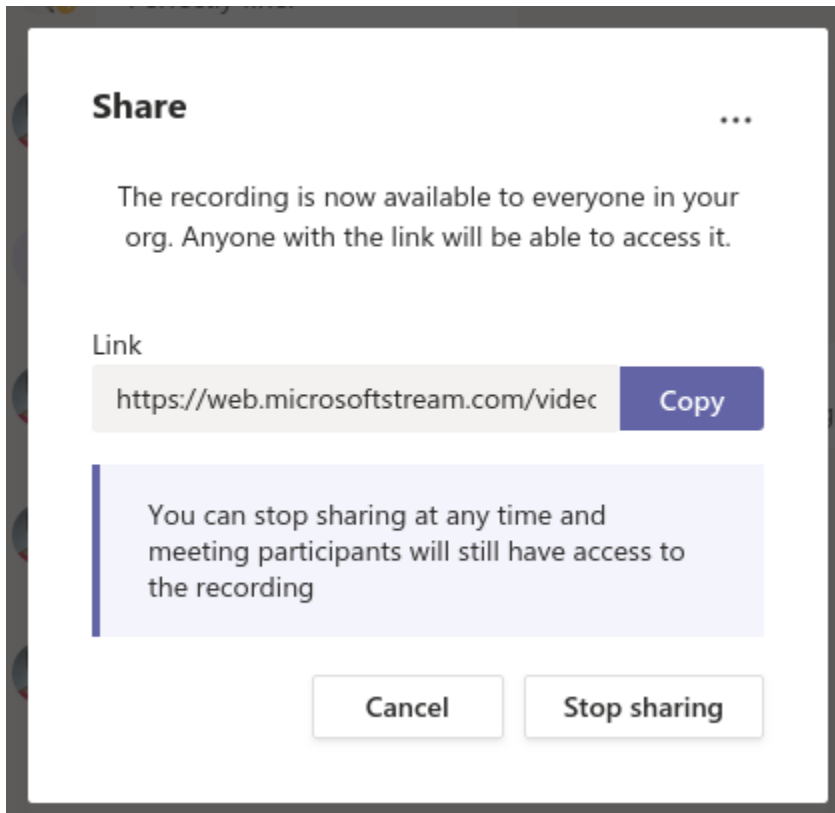 Share
...
The recording is now available to everyone in your
org. Anyone with the link will be able to access it.
Link
https://web.microsoftstream.com/videc
Copy
You can stop sharing at any time and
meeting participants will still have access to
the recording
Cancel
Stop sharing